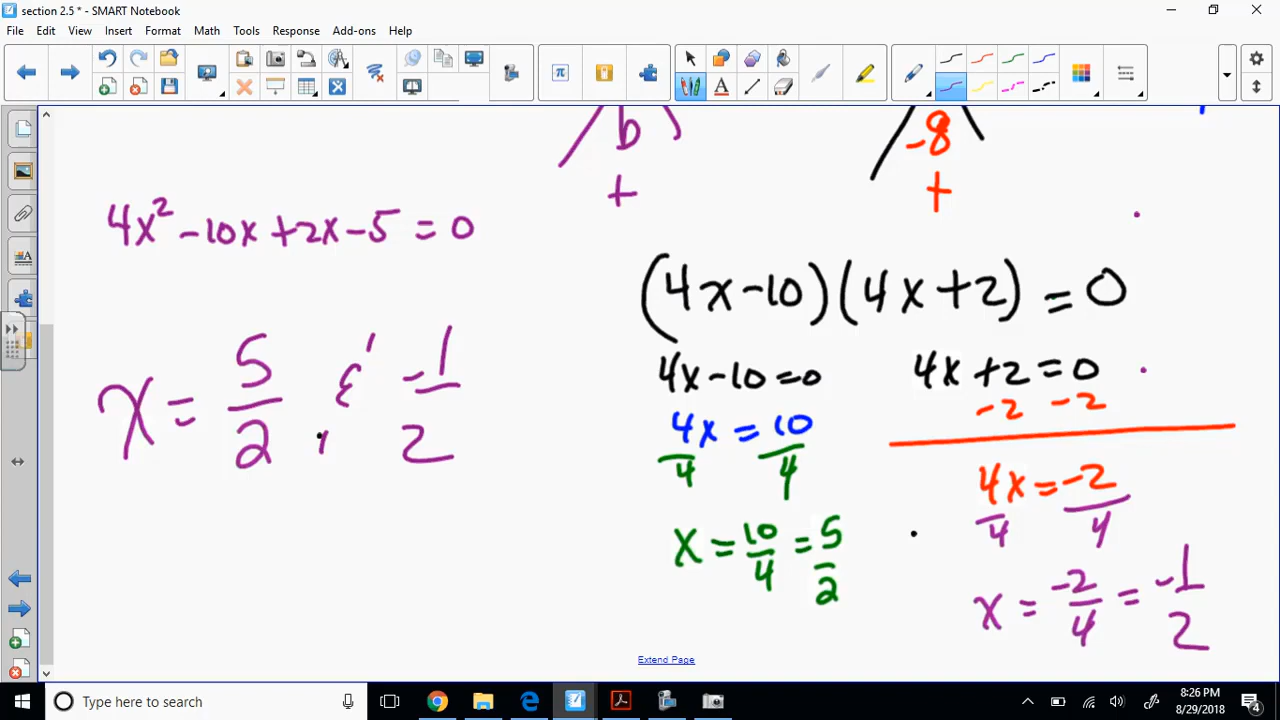 section 2.5 * - SMART Notebook
File Edit View Insert Format Math Tools Response Add-ons Help
b
+
-8
+
4x² -10x +2x -5 = 0
(4x-10)(4x+2) = 0
x = 5/2 & -1/2
4x-10=0
4x = 10
/4 /4
x = 10/4 = 5/2
4x+2=0
-2 -2
4x = -2
/4 /4
x = -2/4 = -1/2
Extend Page
Type here to search
8:26 PM
8/29/2018
4